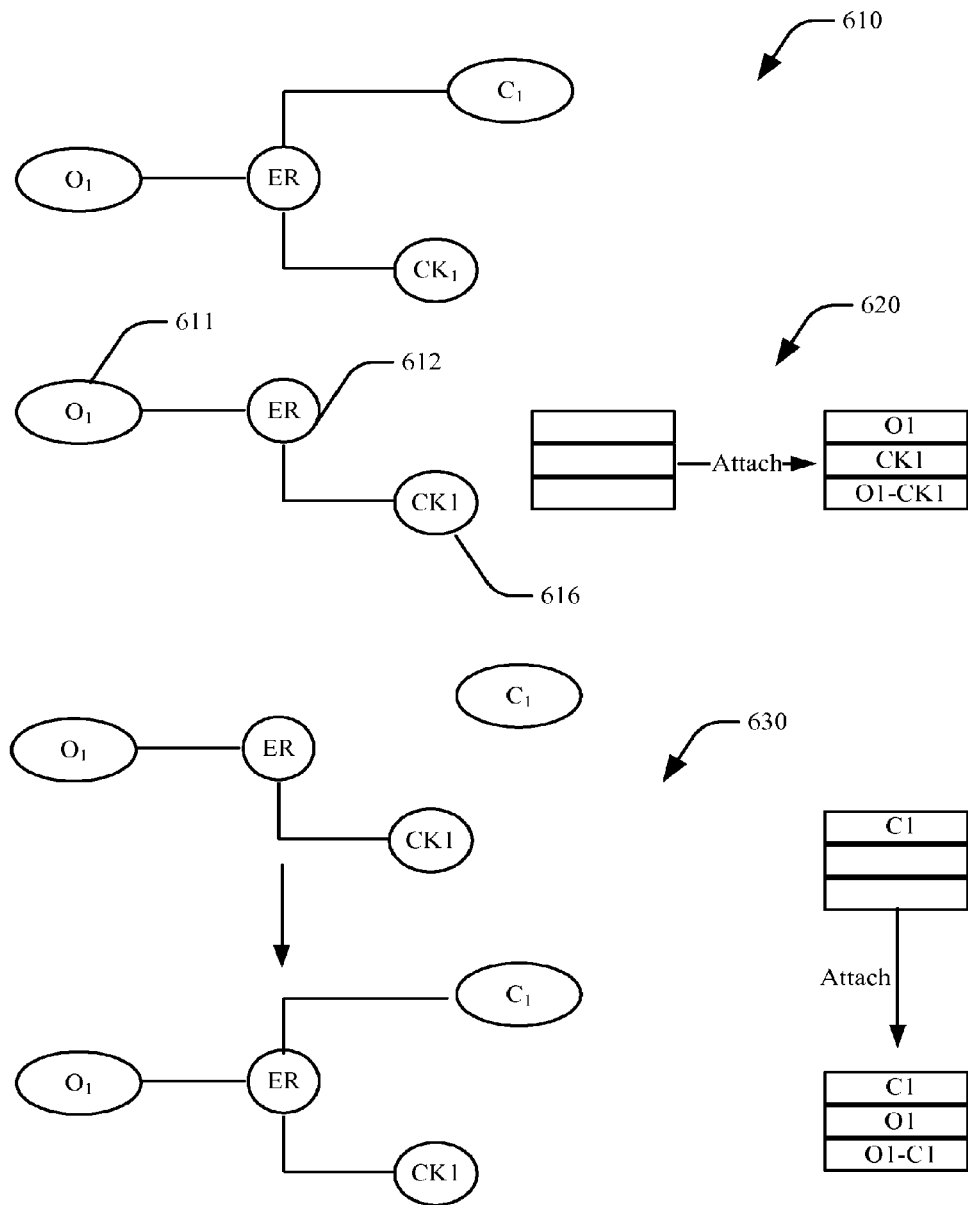 610
C₁
O₁
ER
CK₁
620
611
612
O₁
ER
O1
Attach
CK1
CK1
O1-CK1
616
C₁
630
O₁
ER
C1
CK1
Attach
C₁
O₁
ER
C1
O1
CK1
O1-C1